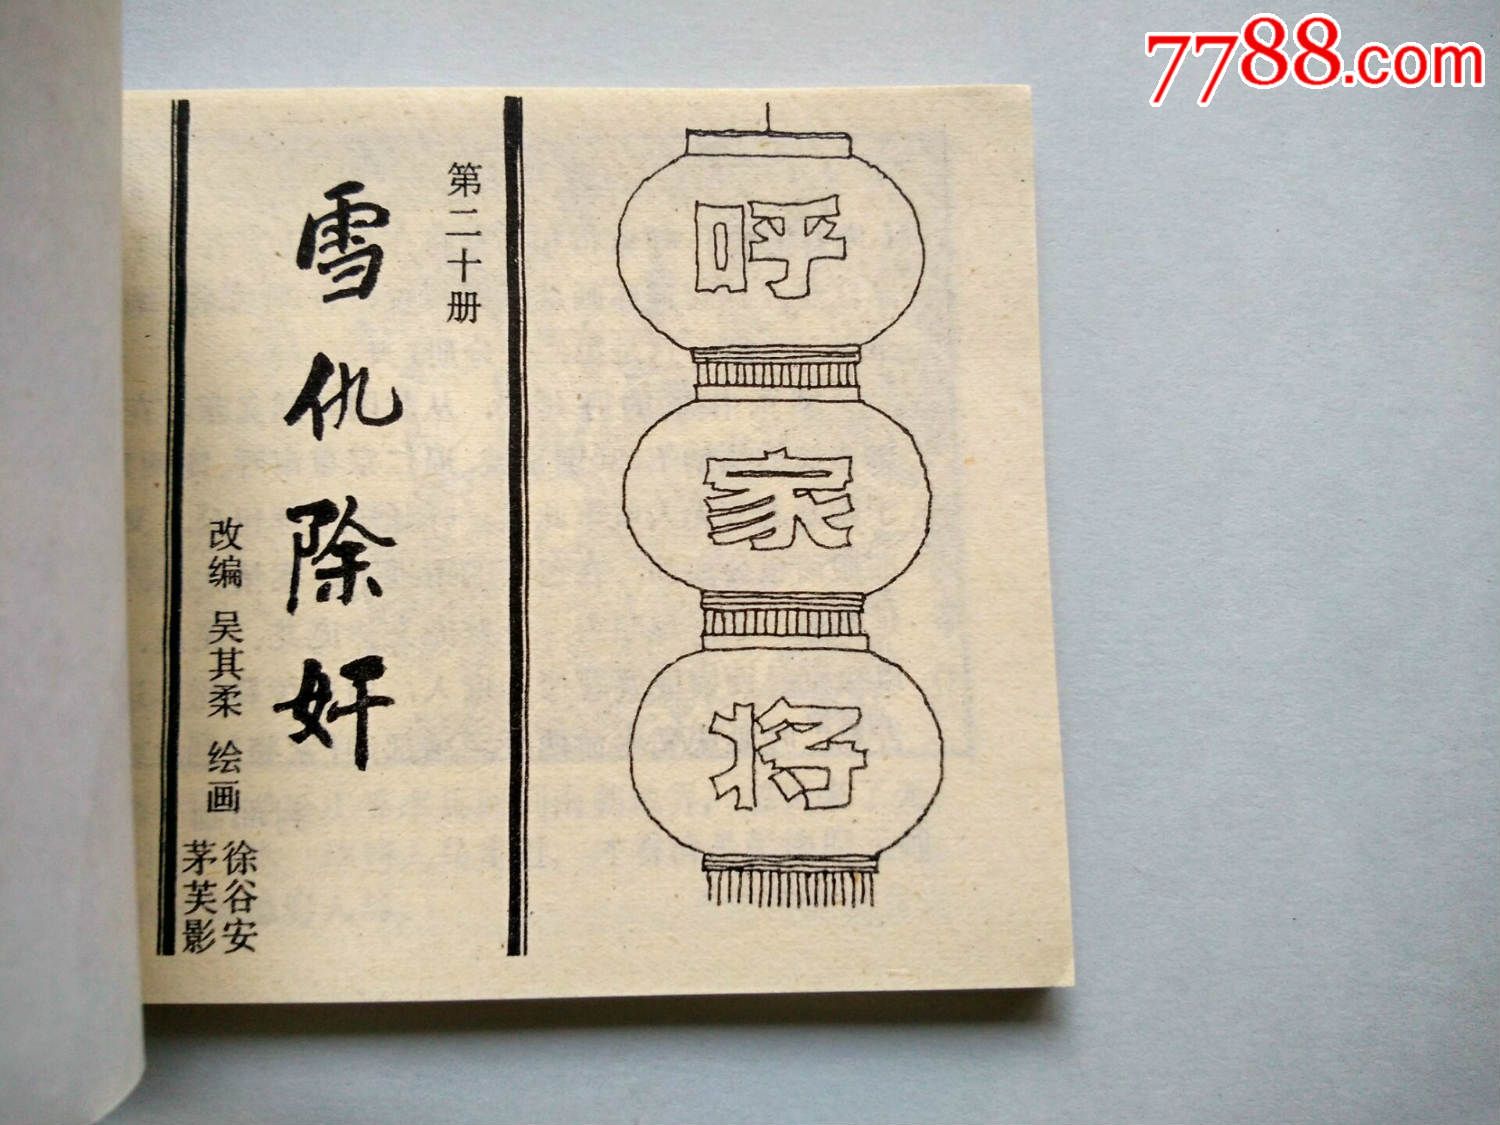 7788.com
呼家将
第二十册
雪仇除奸
改编 吴其柔 绘画 徐谷安
茅芙影